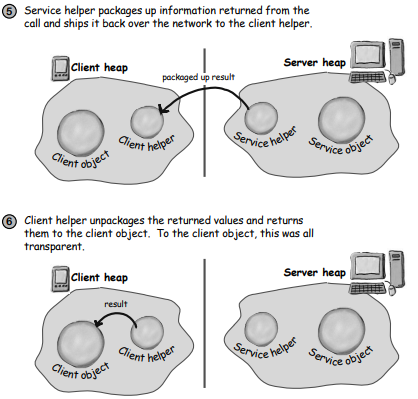 5 Service helper packages up information returned from the
call and ships it back over the network to the client helper.
Client heap
Server heap
packaged up result
Client object
Client helper
Service helper
Service object
6 Client helper unpackages the returned values and returns
them to the client object. To the client object, this was all
transparent.
Client heap
Server heap
result
Client object
Client helper
Service helper
Service object